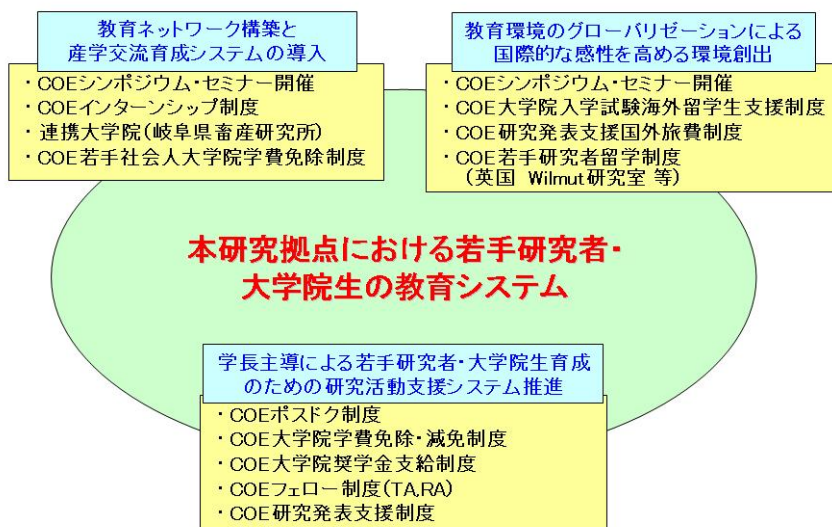 教育ネットワーク構築と
産学交流育成システムの導入
・COEシンポジウム・セミナー開催
・COEインターンシップ制度
・連携大学院(岐阜県畜産研究所)
・COE若手社会人大学院学費免除制度
教育環境のグローバリゼーションによる
国際的な感性を高める環境創出
・COEシンポジウム・セミナー開催
・COE大学院入学試験海外留学生支援制度
・COE研究発表支援国外旅費制度
・COE若手研究者留学制度
(英国 Wilmut研究室 等)
本研究拠点における若手研究者・
大学院生の教育システム
学長主導による若手研究者・大学院生育成
のための研究活動支援システム推進
・COEポスドク制度
・COE大学院学費免除・減免制度
・COE大学院奨学金支給制度
・COEフェロー制度(TA,RA)
・COE研究発表支援制度